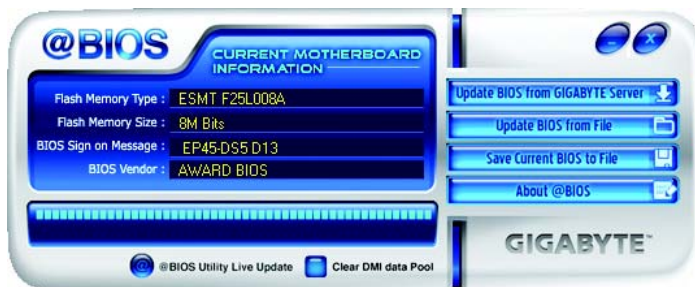 @BIOS
CURRENT MOTHERBOARD
INFORMATION
Flash Memory Type : ESMT F25L008A
Flash Memory Size : 8M Bits
BIOS Sign on Message : EP45-DS5 D13
BIOS Vendor : AWARD BIOS
@BIOS Utility Live Update
Clear DMI data Pool
Update BIOS from GIGABYTE Server
Update BIOS from File
Save Current BIOS to File
About @BIOS
GIGABYTE™